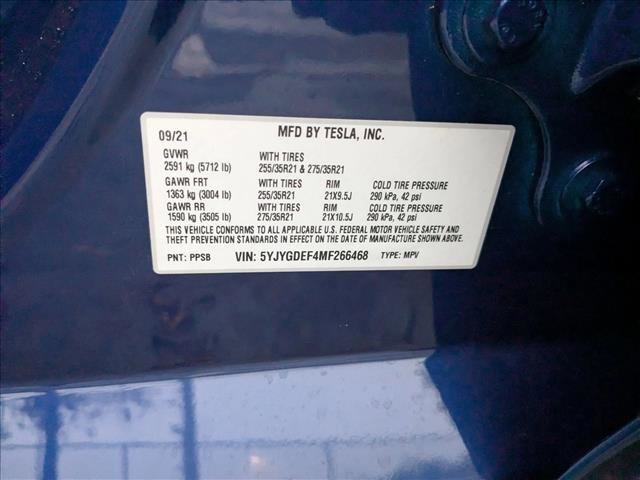 09/21 MFD BY TESLA, INC.
GVWR WITH TIRES
2591 kg (5712 lb) 255/35R21 & 275/35R21
GAWR FRT WITH TIRES RIM COLD TIRE PRESSURE
1363 kg (3004 lb) 255/35R21 21X9.5J 290 kPa, 42 psi
GAWR RR WITH TIRES RIM COLD TIRE PRESSURE
1590 kg (3505 lb) 275/35R21 21X10.5J 290 kPa, 42 psi
THIS VEHICLE CONFORMS TO ALL APPLICABLE U.S. FEDERAL MOTOR VEHICLE SAFETY AND
THEFT PREVENTION STANDARDS IN EFFECT ON THE DATE OF MANUFACTURE SHOWN ABOVE.
PNT: PPSB VIN: 5YJYGDEF4MF266468 TYPE: MPV